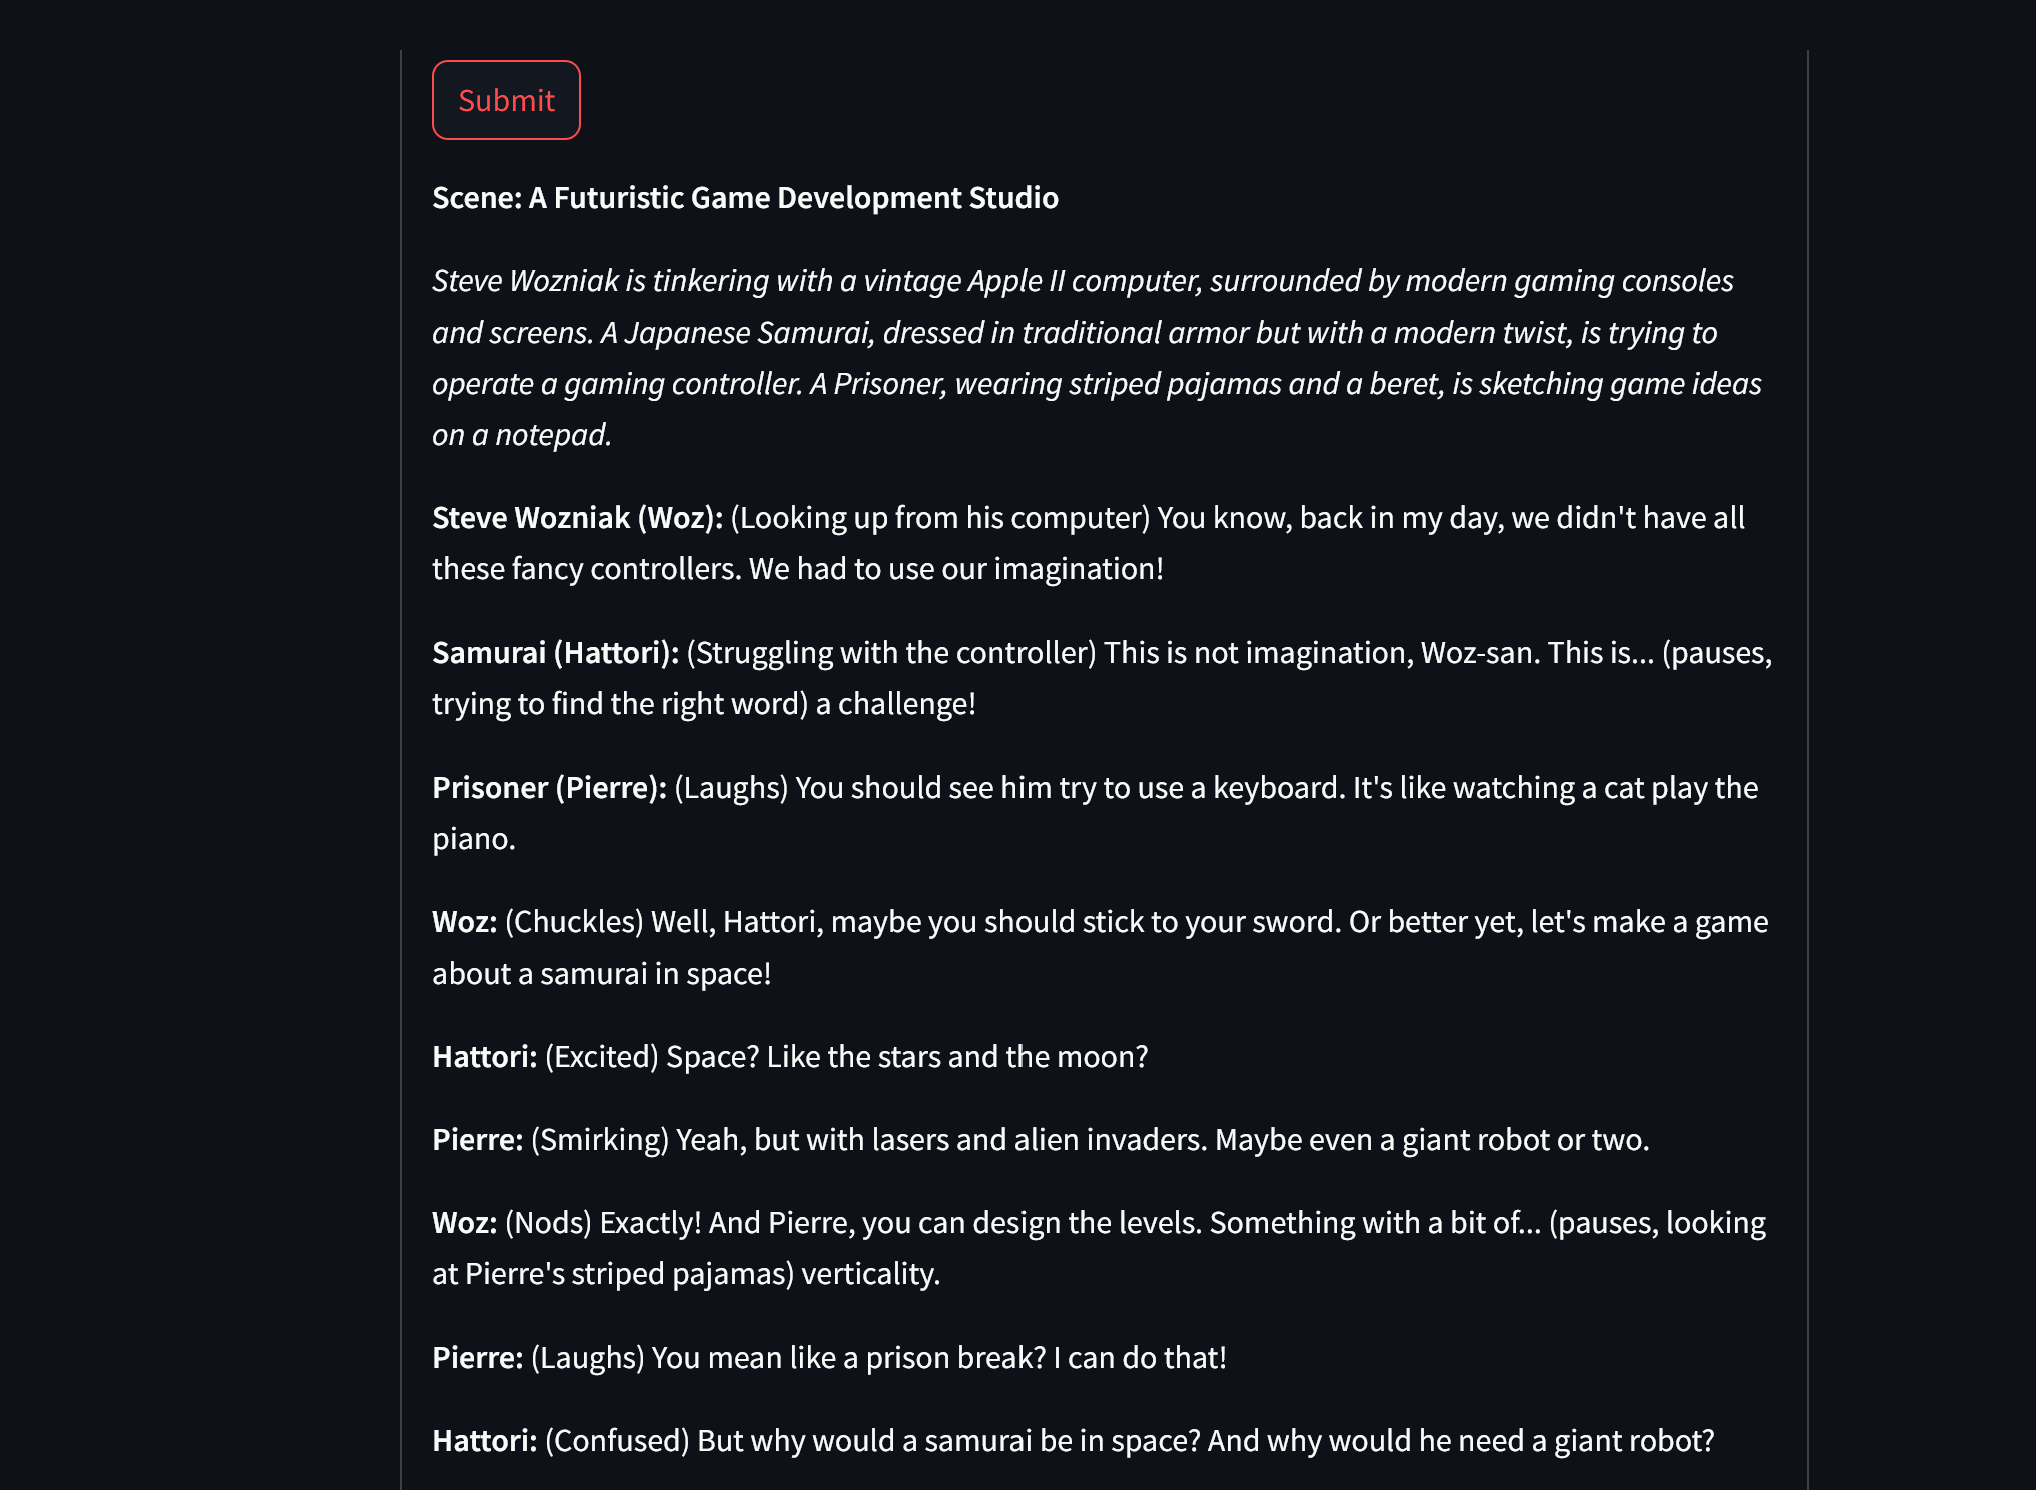 Submit
Scene: A Futuristic Game Development Studio
Steve Wozniak is tinkering with a vintage Apple II computer, surrounded by modern gaming consoles
and screens. A Japanese Samurai, dressed in traditional armor but with a modern twist, is trying to
operate a gaming controller. A Prisoner, wearing striped pajamas and a beret, is sketching game ideas
on a notepad.
Steve Wozniak (Woz): (Looking up from his computer) You know, back in my day, we didn't have all
these fancy controllers. We had to use our imagination!
Samurai (Hattori): (Struggling with the controller) This is not imagination, Woz-san. This is... (pauses,
trying to find the right word) a challenge!
Prisoner (Pierre): (Laughs) You should see him try to use a keyboard. It's like watching a cat play the
piano.
Woz: (Chuckles) Well, Hattori, maybe you should stick to your sword. Or better yet, let's make a game
about a samurai in space!
Hattori: (Excited) Space? Like the stars and the moon?
Pierre: (Smirking) Yeah, but with lasers and alien invaders. Maybe even a giant robot or two.
Woz: (Nods) Exactly! And Pierre, you can design the levels. Something with a bit of... (pauses, looking
at Pierre's striped pajamas) verticality.
Pierre: (Laughs) You mean like a prison break? I can do that!
Hattori: (Confused) But why would a samurai be in space? And why would he need a giant robot?